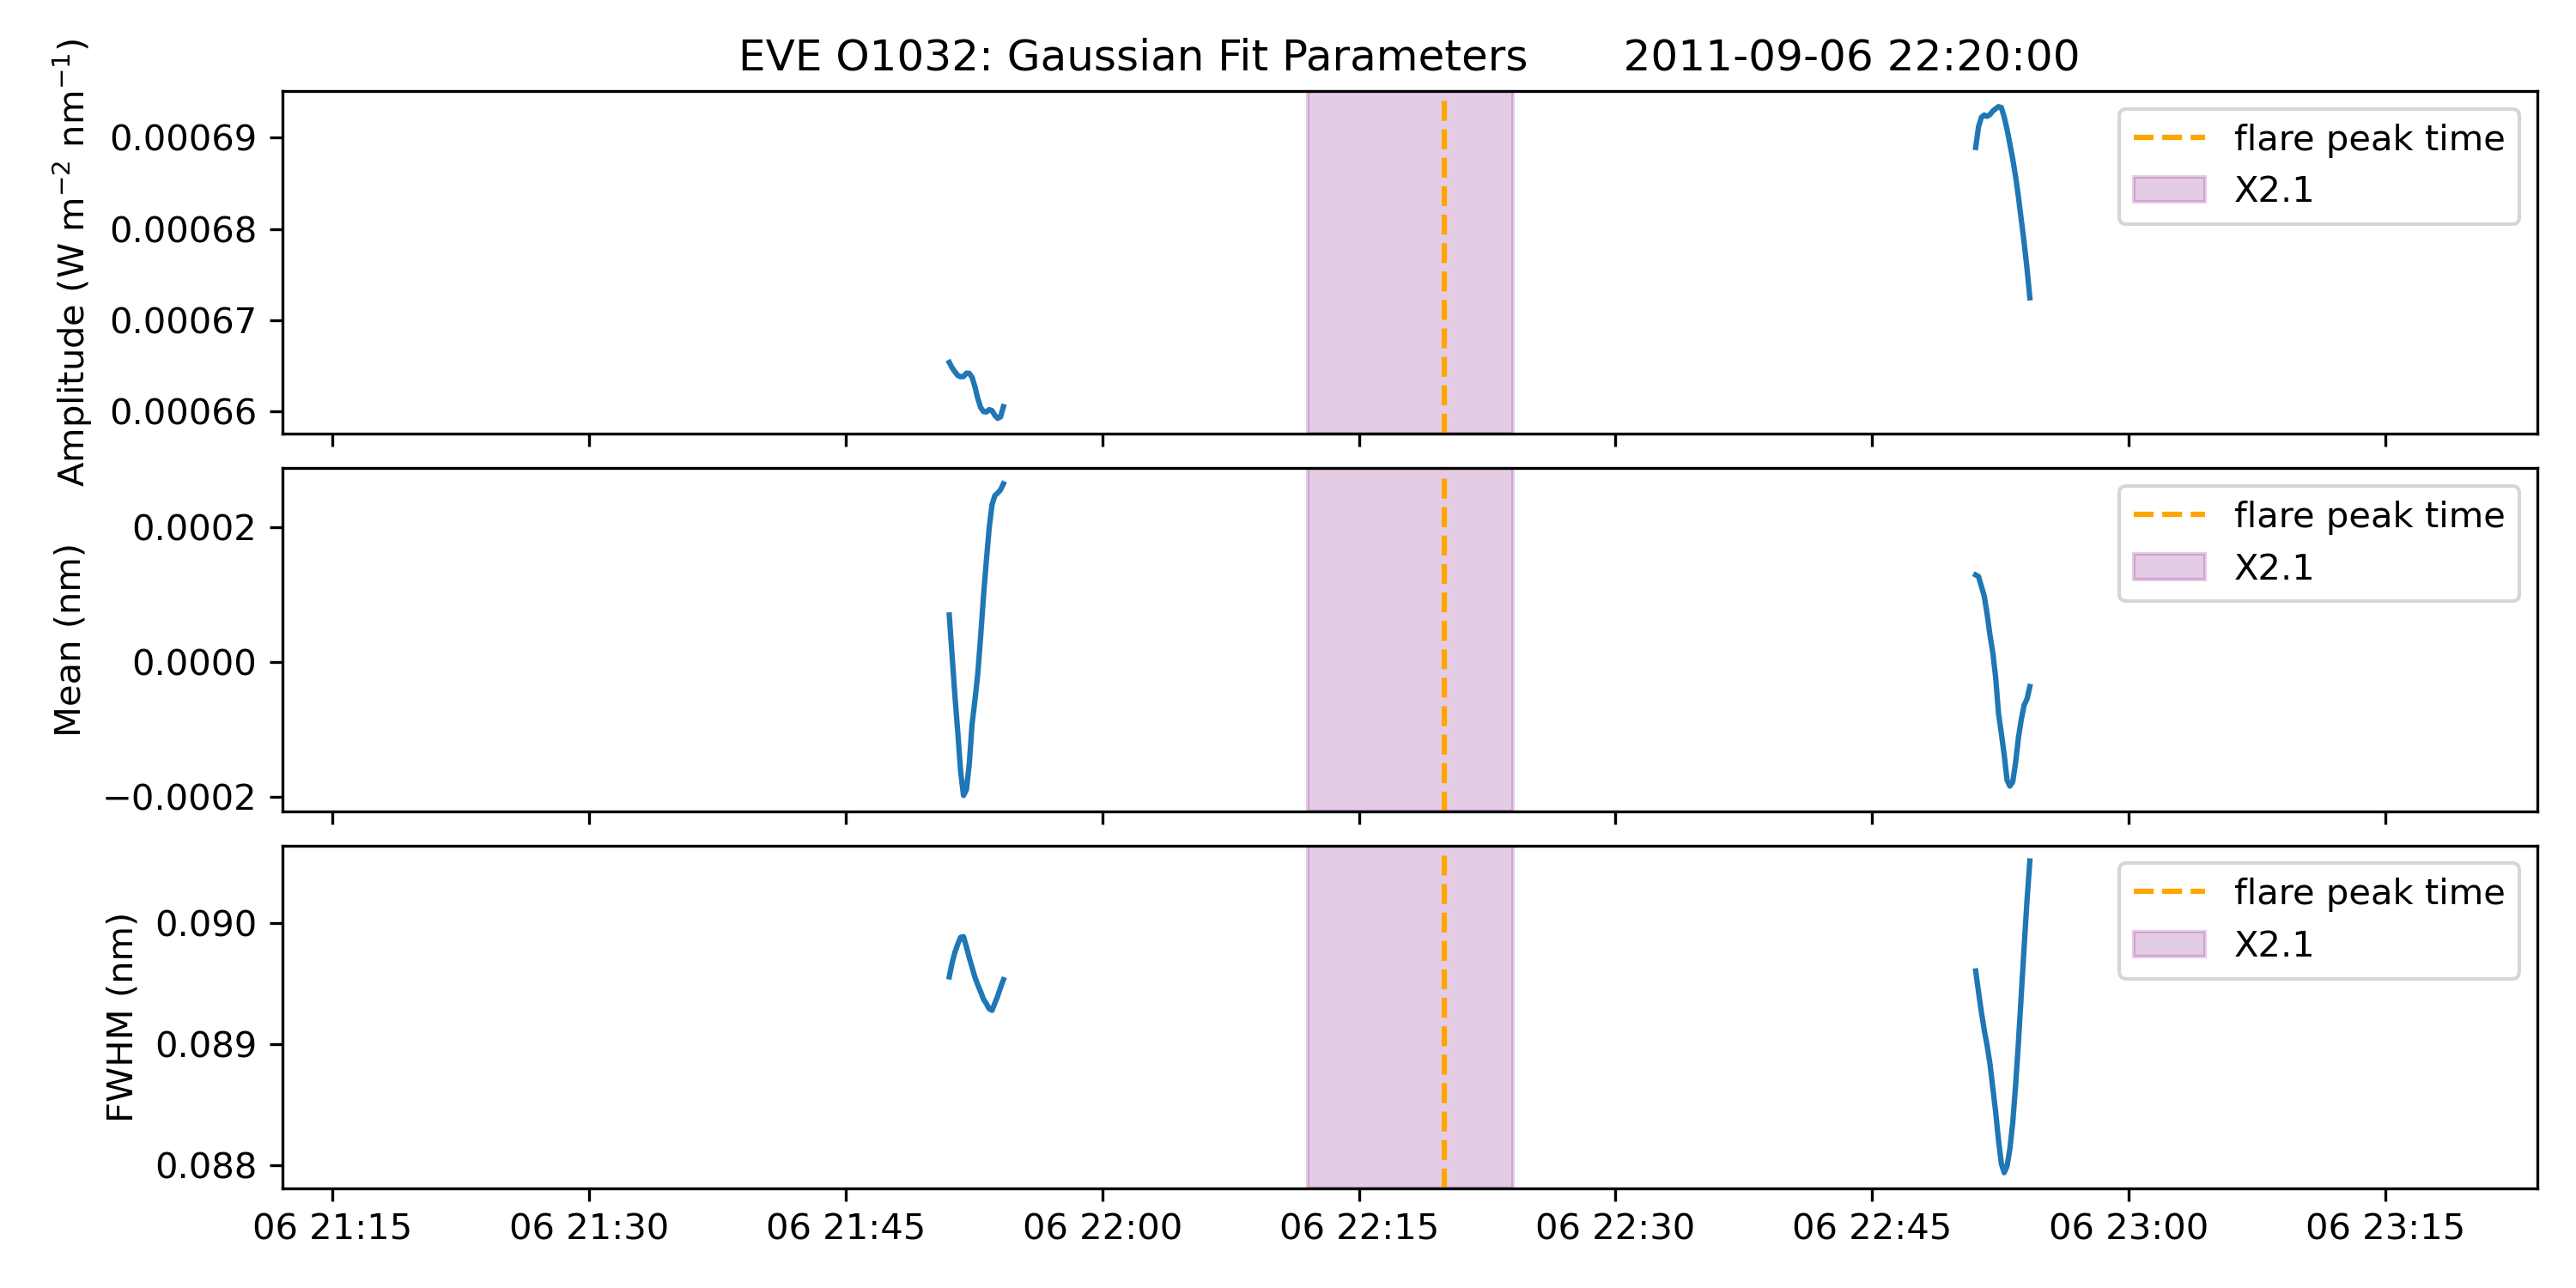 EVE O1032: Gaussian Fit Parameters 2011-09-06 22:20:00
Amplitude (W m⁻² nm⁻¹)
0.00069
0.00068
0.00067
0.00066
flare peak time
X2.1
Mean (nm)
0.0002
0.0000
−0.0002
flare peak time
X2.1
FWHM (nm)
0.090
0.089
0.088
flare peak time
X2.1
06 21:15 06 21:30 06 21:45 06 22:00 06 22:15 06 22:30 06 22:45 06 23:00 06 23:15